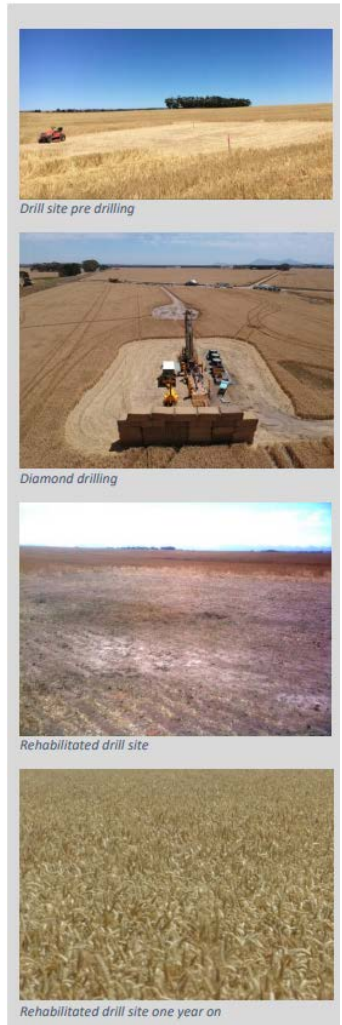 Drill site pre drilling
Diamond drilling
Rehabilitated drill site
Rehabilitated drill site one year on